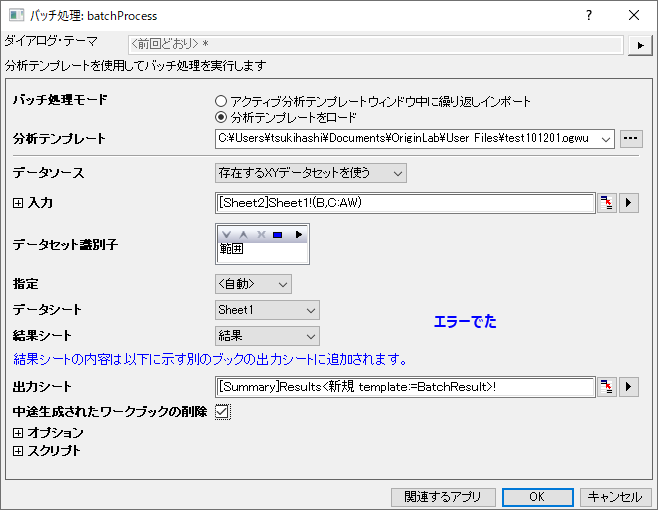 バッチ処理: batchProcess
ダイアログ・テーマ <前回どおり> *
分析テンプレートを使用してバッチ処理を実行します
バッチ処理モード アクティブ分析テンプレートウィンドウ中に繰り返しインポート
分析テンプレートをロード
分析テンプレート C:¥Users¥tsukihashi¥Documents¥OriginLab¥User Files¥test101201.ogwu
データソース 存在するXYデータセットを使う
入力 [Sheet2]Sheet1!(B,C:AW)
データセット識別子 範囲
指定 <自動>
データシート Sheet1
エラーでた
結果シート 結果
結果シートの内容は以下に示す別のブックの出力シートに追加されます。
出力シート [Summary]Results<新規 template:=BatchResult>!
中途生成されたワークブックの削除
オプション
スクリプト
関連するアプリ OK キャンセル